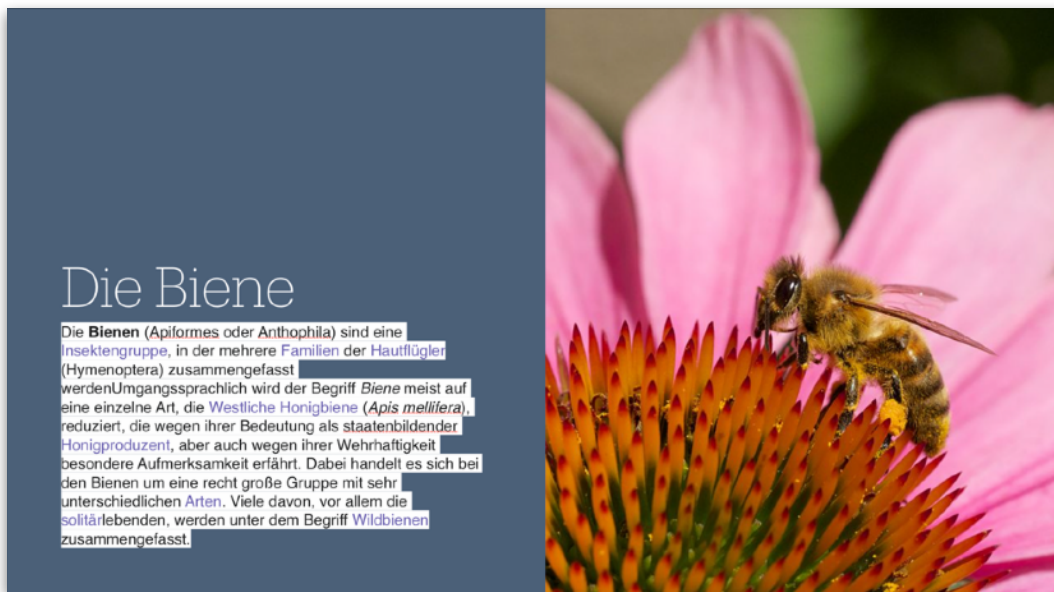 Die Biene
Die Bienen (Apiformes oder Anthophila) sind eine
Insektengruppe, in der mehrere Familien der Hautflügler
(Hymenoptera) zusammengefasst
werdenUmgangssprachlich wird der Begriff Biene meist auf
eine einzelne Art, die Westliche Honigbiene (Apis mellifera),
reduziert, die wegen ihrer Bedeutung als staatenbildender
Honigproduzent, aber auch wegen ihrer Wehrhaftigkeit
besondere Aufmerksamkeit erfährt. Dabei handelt es sich bei
den Bienen um eine recht große Gruppe mit sehr
unterschiedlichen Arten. Viele davon, vor allem die
solitärlebenden, werden unter dem Begriff Wildbienen
zusammengefasst.